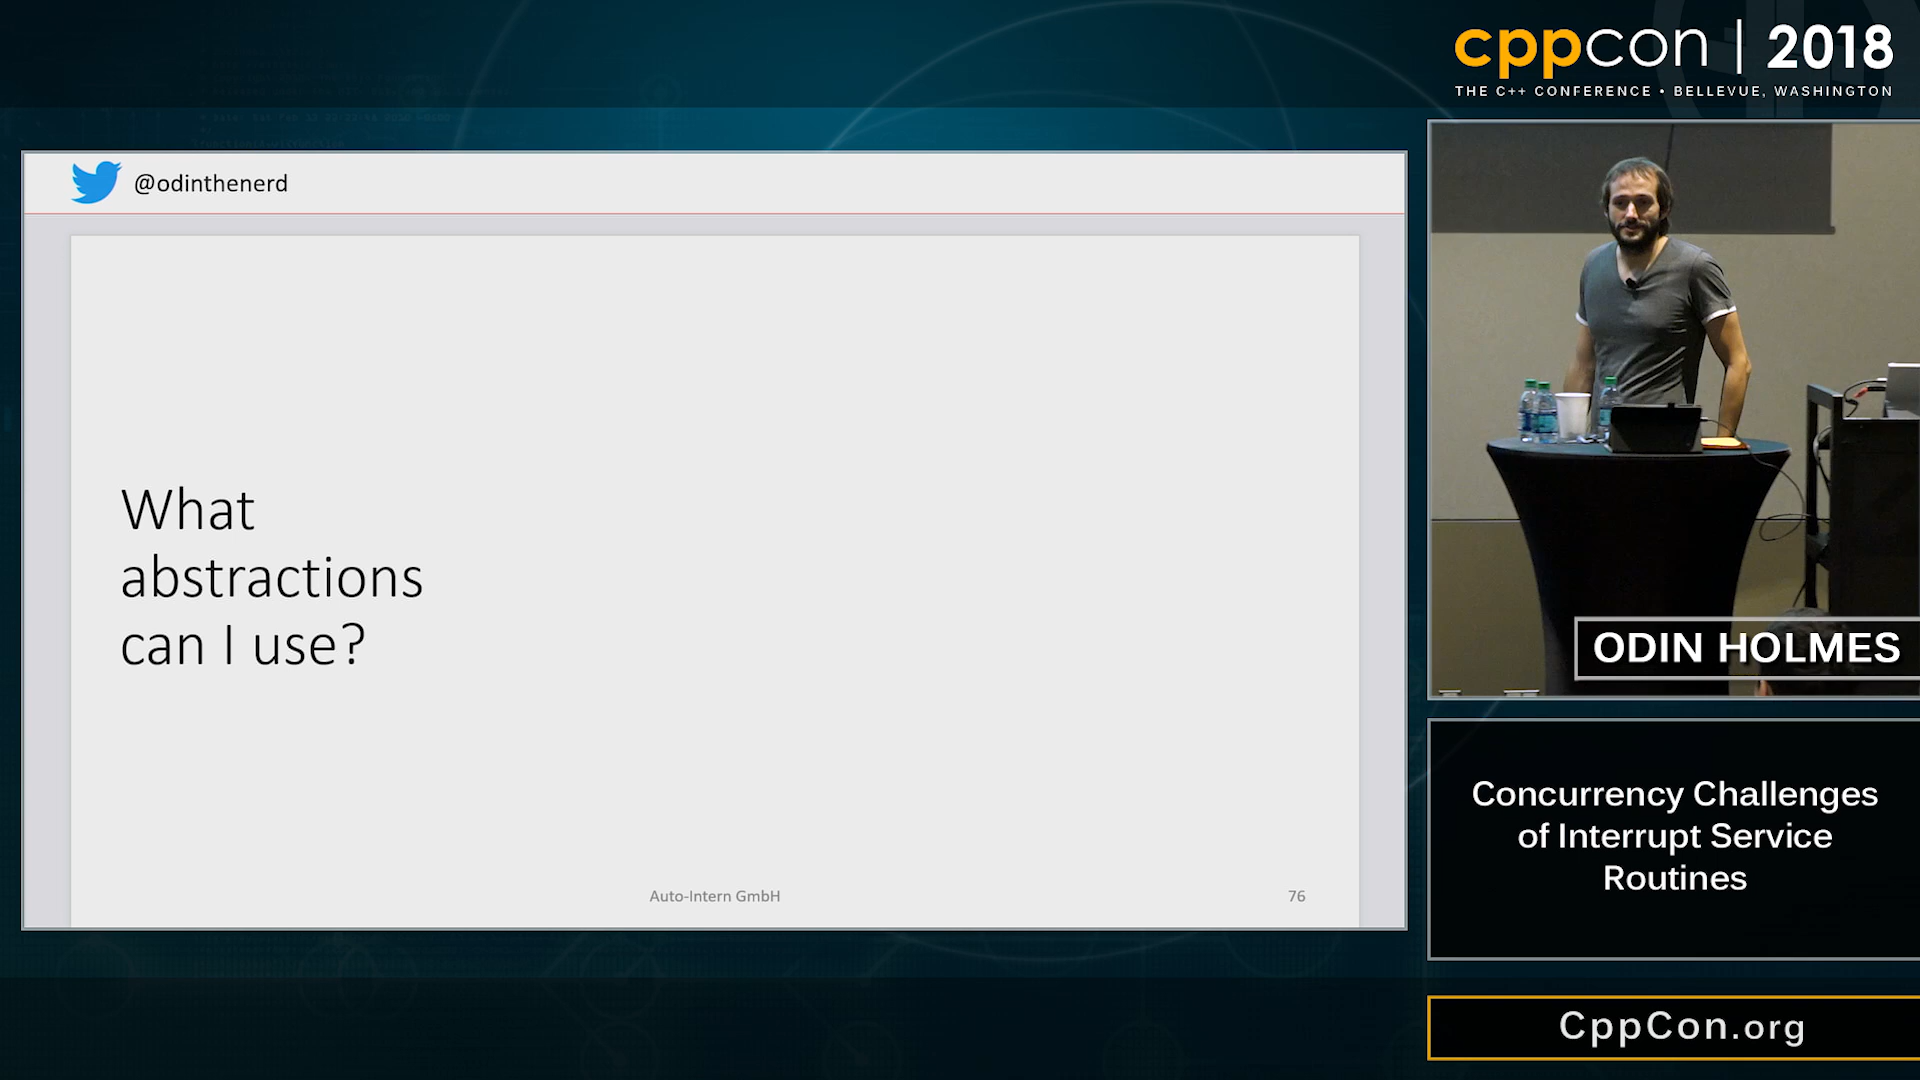 cppcon | 2018
THE C++ CONFERENCE • BELLEVUE, WASHINGTON
@odinthenerd
What
abstractions
can I use?
Auto-Intern GmbH
76
ODIN HOLMES
Concurrency Challenges
of Interrupt Service
Routines
CppCon.org